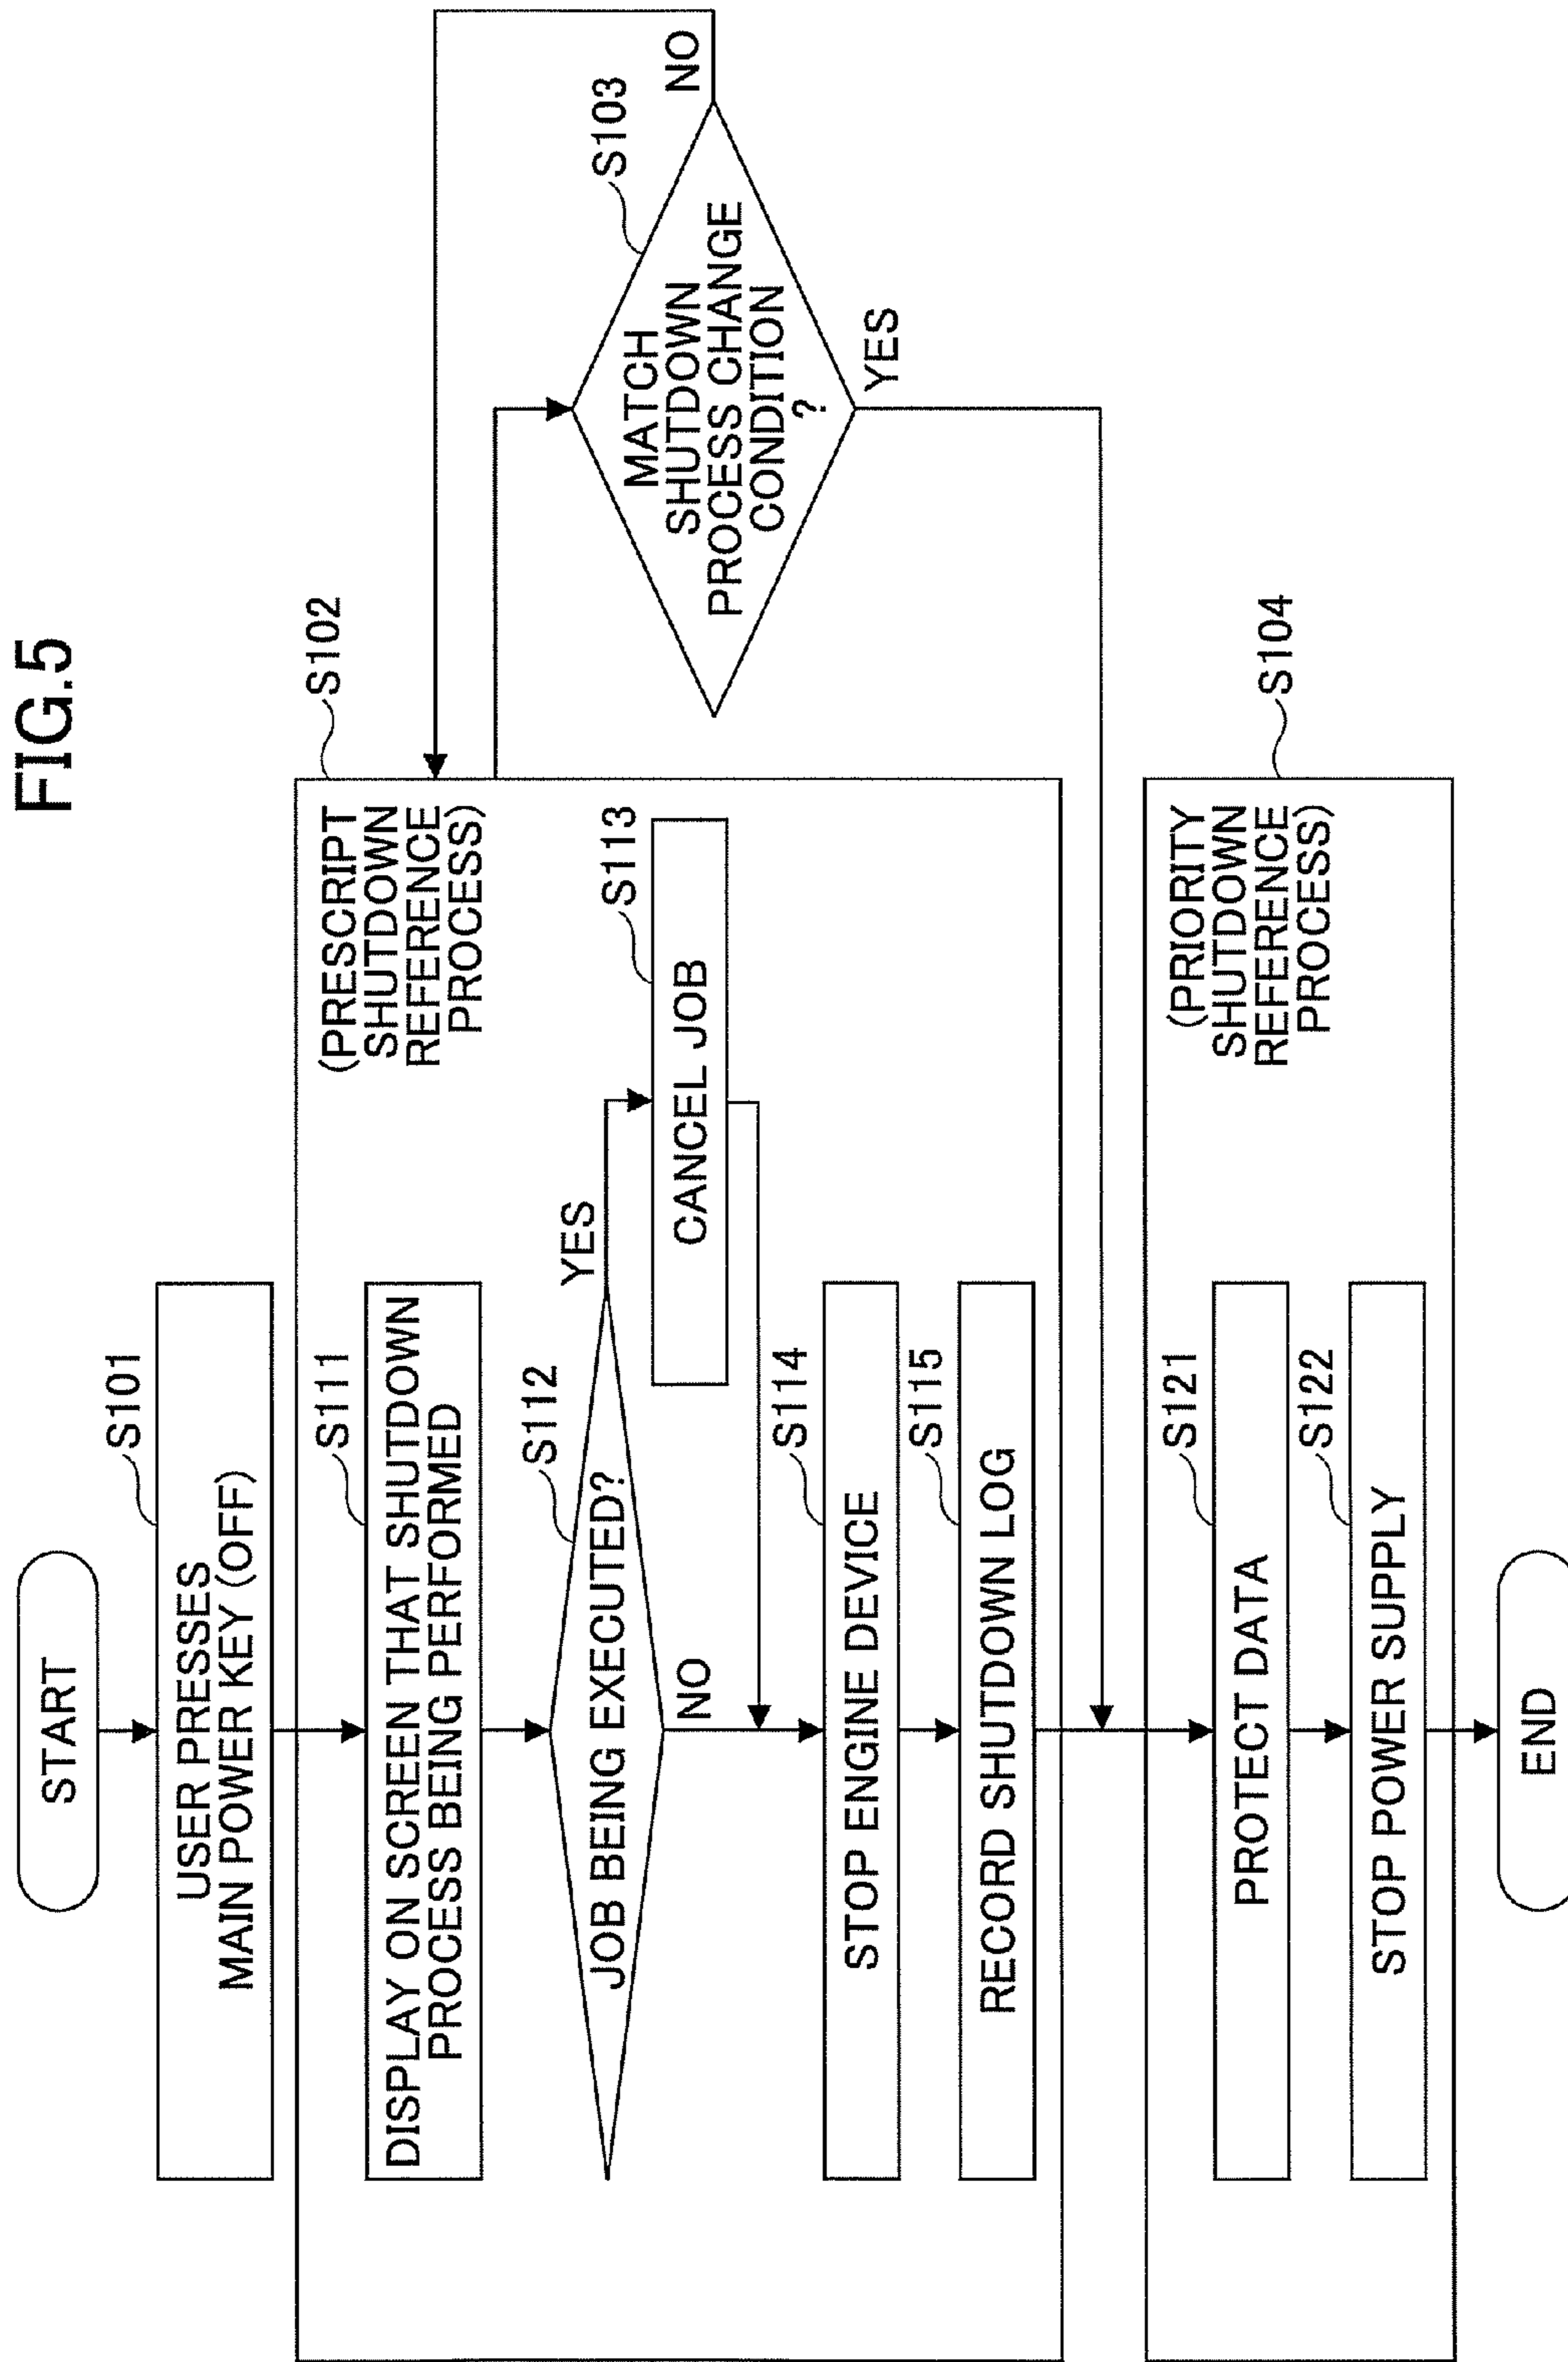 FIG.5
START
S101
USER PRESSES
MAIN POWER KEY (OFF)
S102
(PRESCRIPT
SHUTDOWN
REFERENCE
PROCESS)
S111
DISPLAY ON SCREEN THAT SHUTDOWN
PROCESS BEING PERFORMED
S112
JOB BEING EXECUTED?
YES
NO
S113
CANCEL JOB
S114
STOP ENGINE DEVICE
S115
RECORD SHUTDOWN LOG
S103
MATCH
SHUTDOWN
PROCESS CHANGE
CONDITION
?
NO
YES
S104
(PRIORITY
SHUTDOWN
REFERENCE
PROCESS)
S121
PROTECT DATA
S122
STOP POWER SUPPLY
END